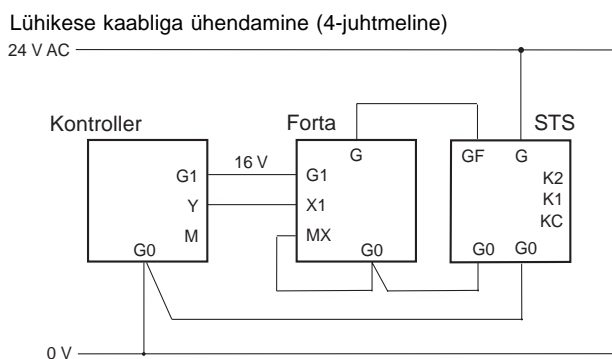 Lühikese kaabliga ühendamine (4-juhtmeline)
24 V AC
Kontroller
Forta
STS
G
GF
G
G1
16 V
G1
K2
Y
X1
K1
M
MX
KC
G0
G0
G0
G0
0 V